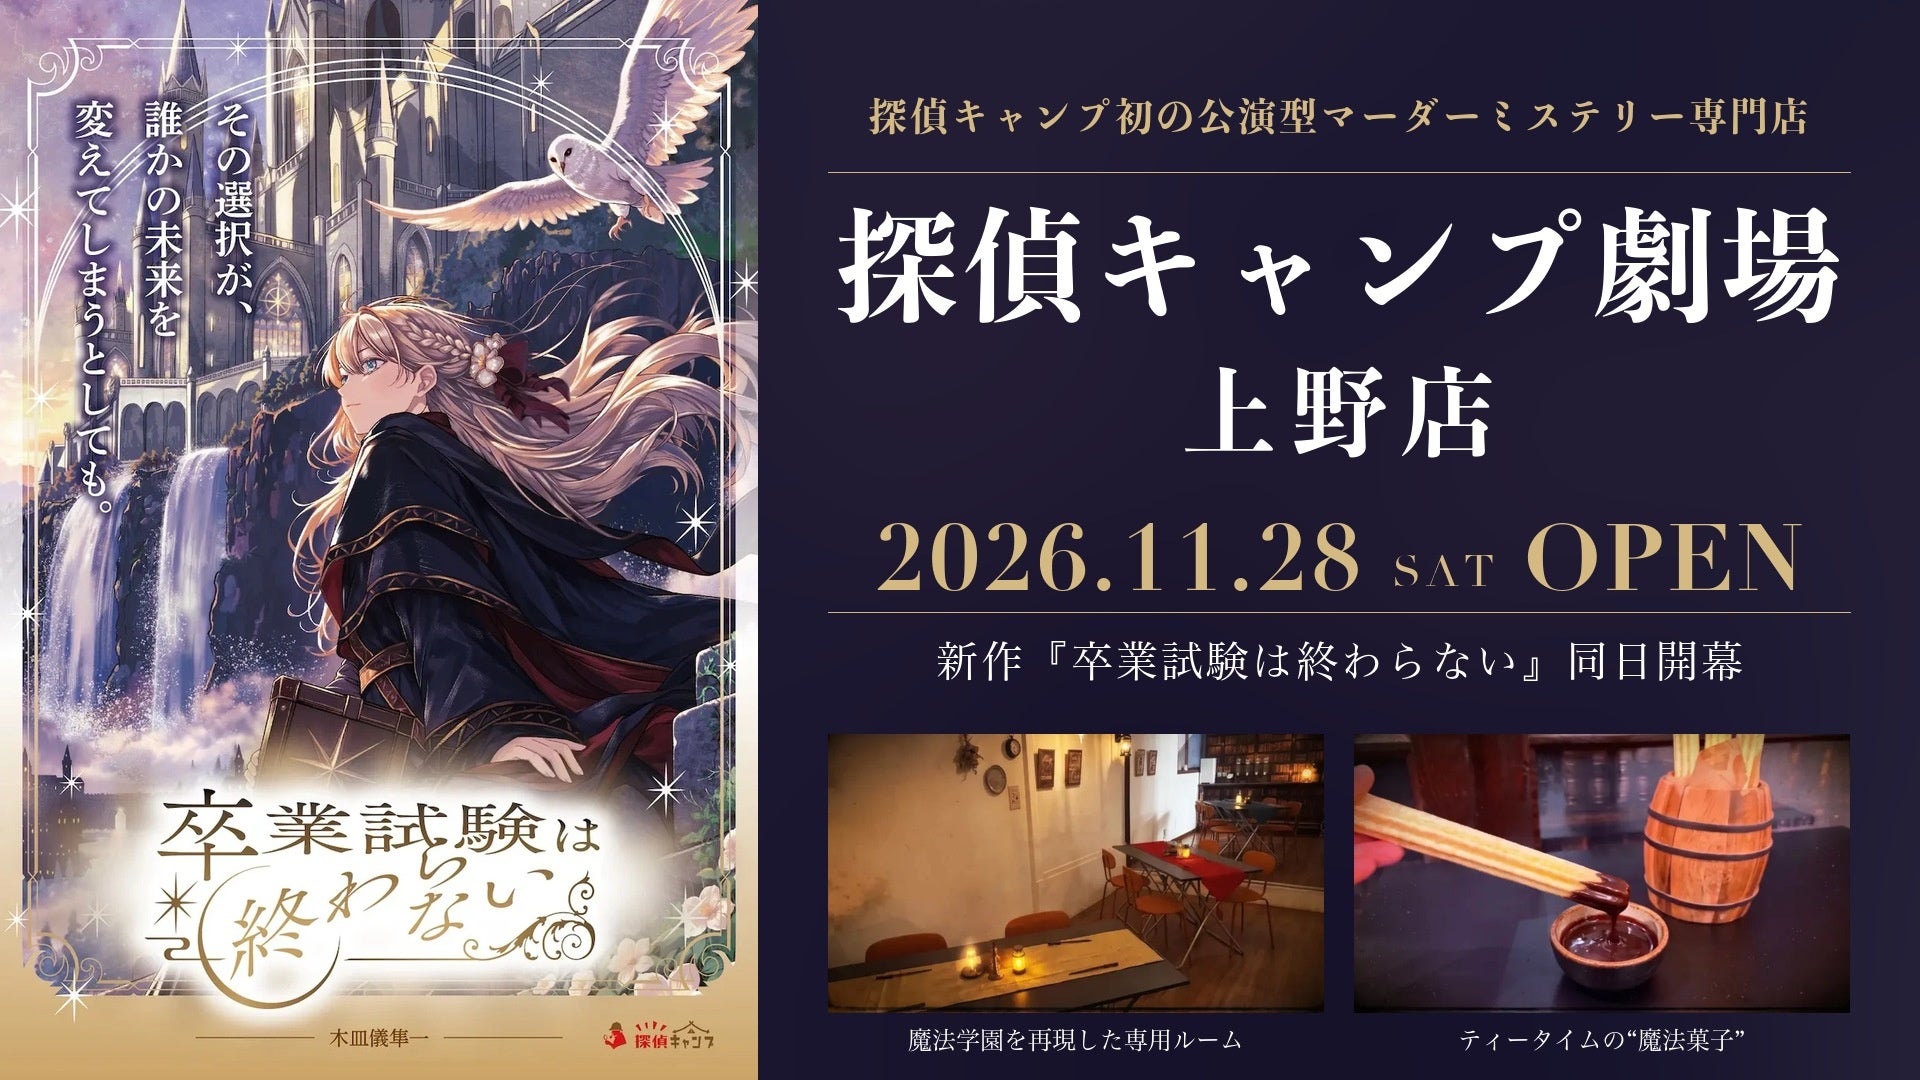 その選択が、
誰かの未来を
変えてしまうとしても。
卒業試験は
終わらない
木皿儀隼一
探偵キャンプ
探偵キャンプ初の公演型マーダーミステリー専門店
探偵キャンプ劇場
上野店
2026.11.28 SAT OPEN
新作『卒業試験は終わらない』同日開幕
魔法学園を再現した専用ルーム
ティータイムの“魔法菓子”